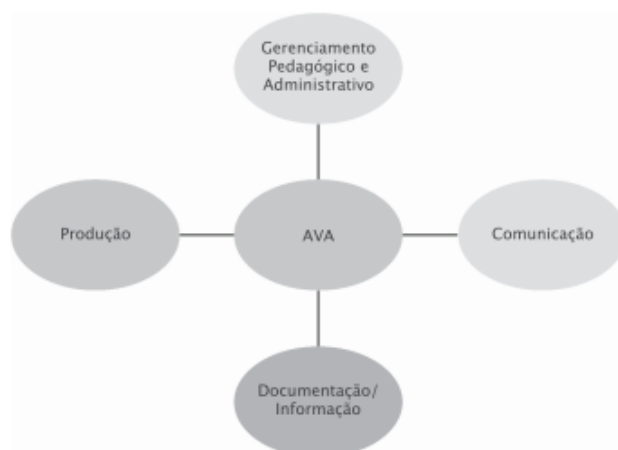 Gerenciamento
Pedagógico e
Administrativo
Produção
AVA
Comunicação
Documentação/
Informação